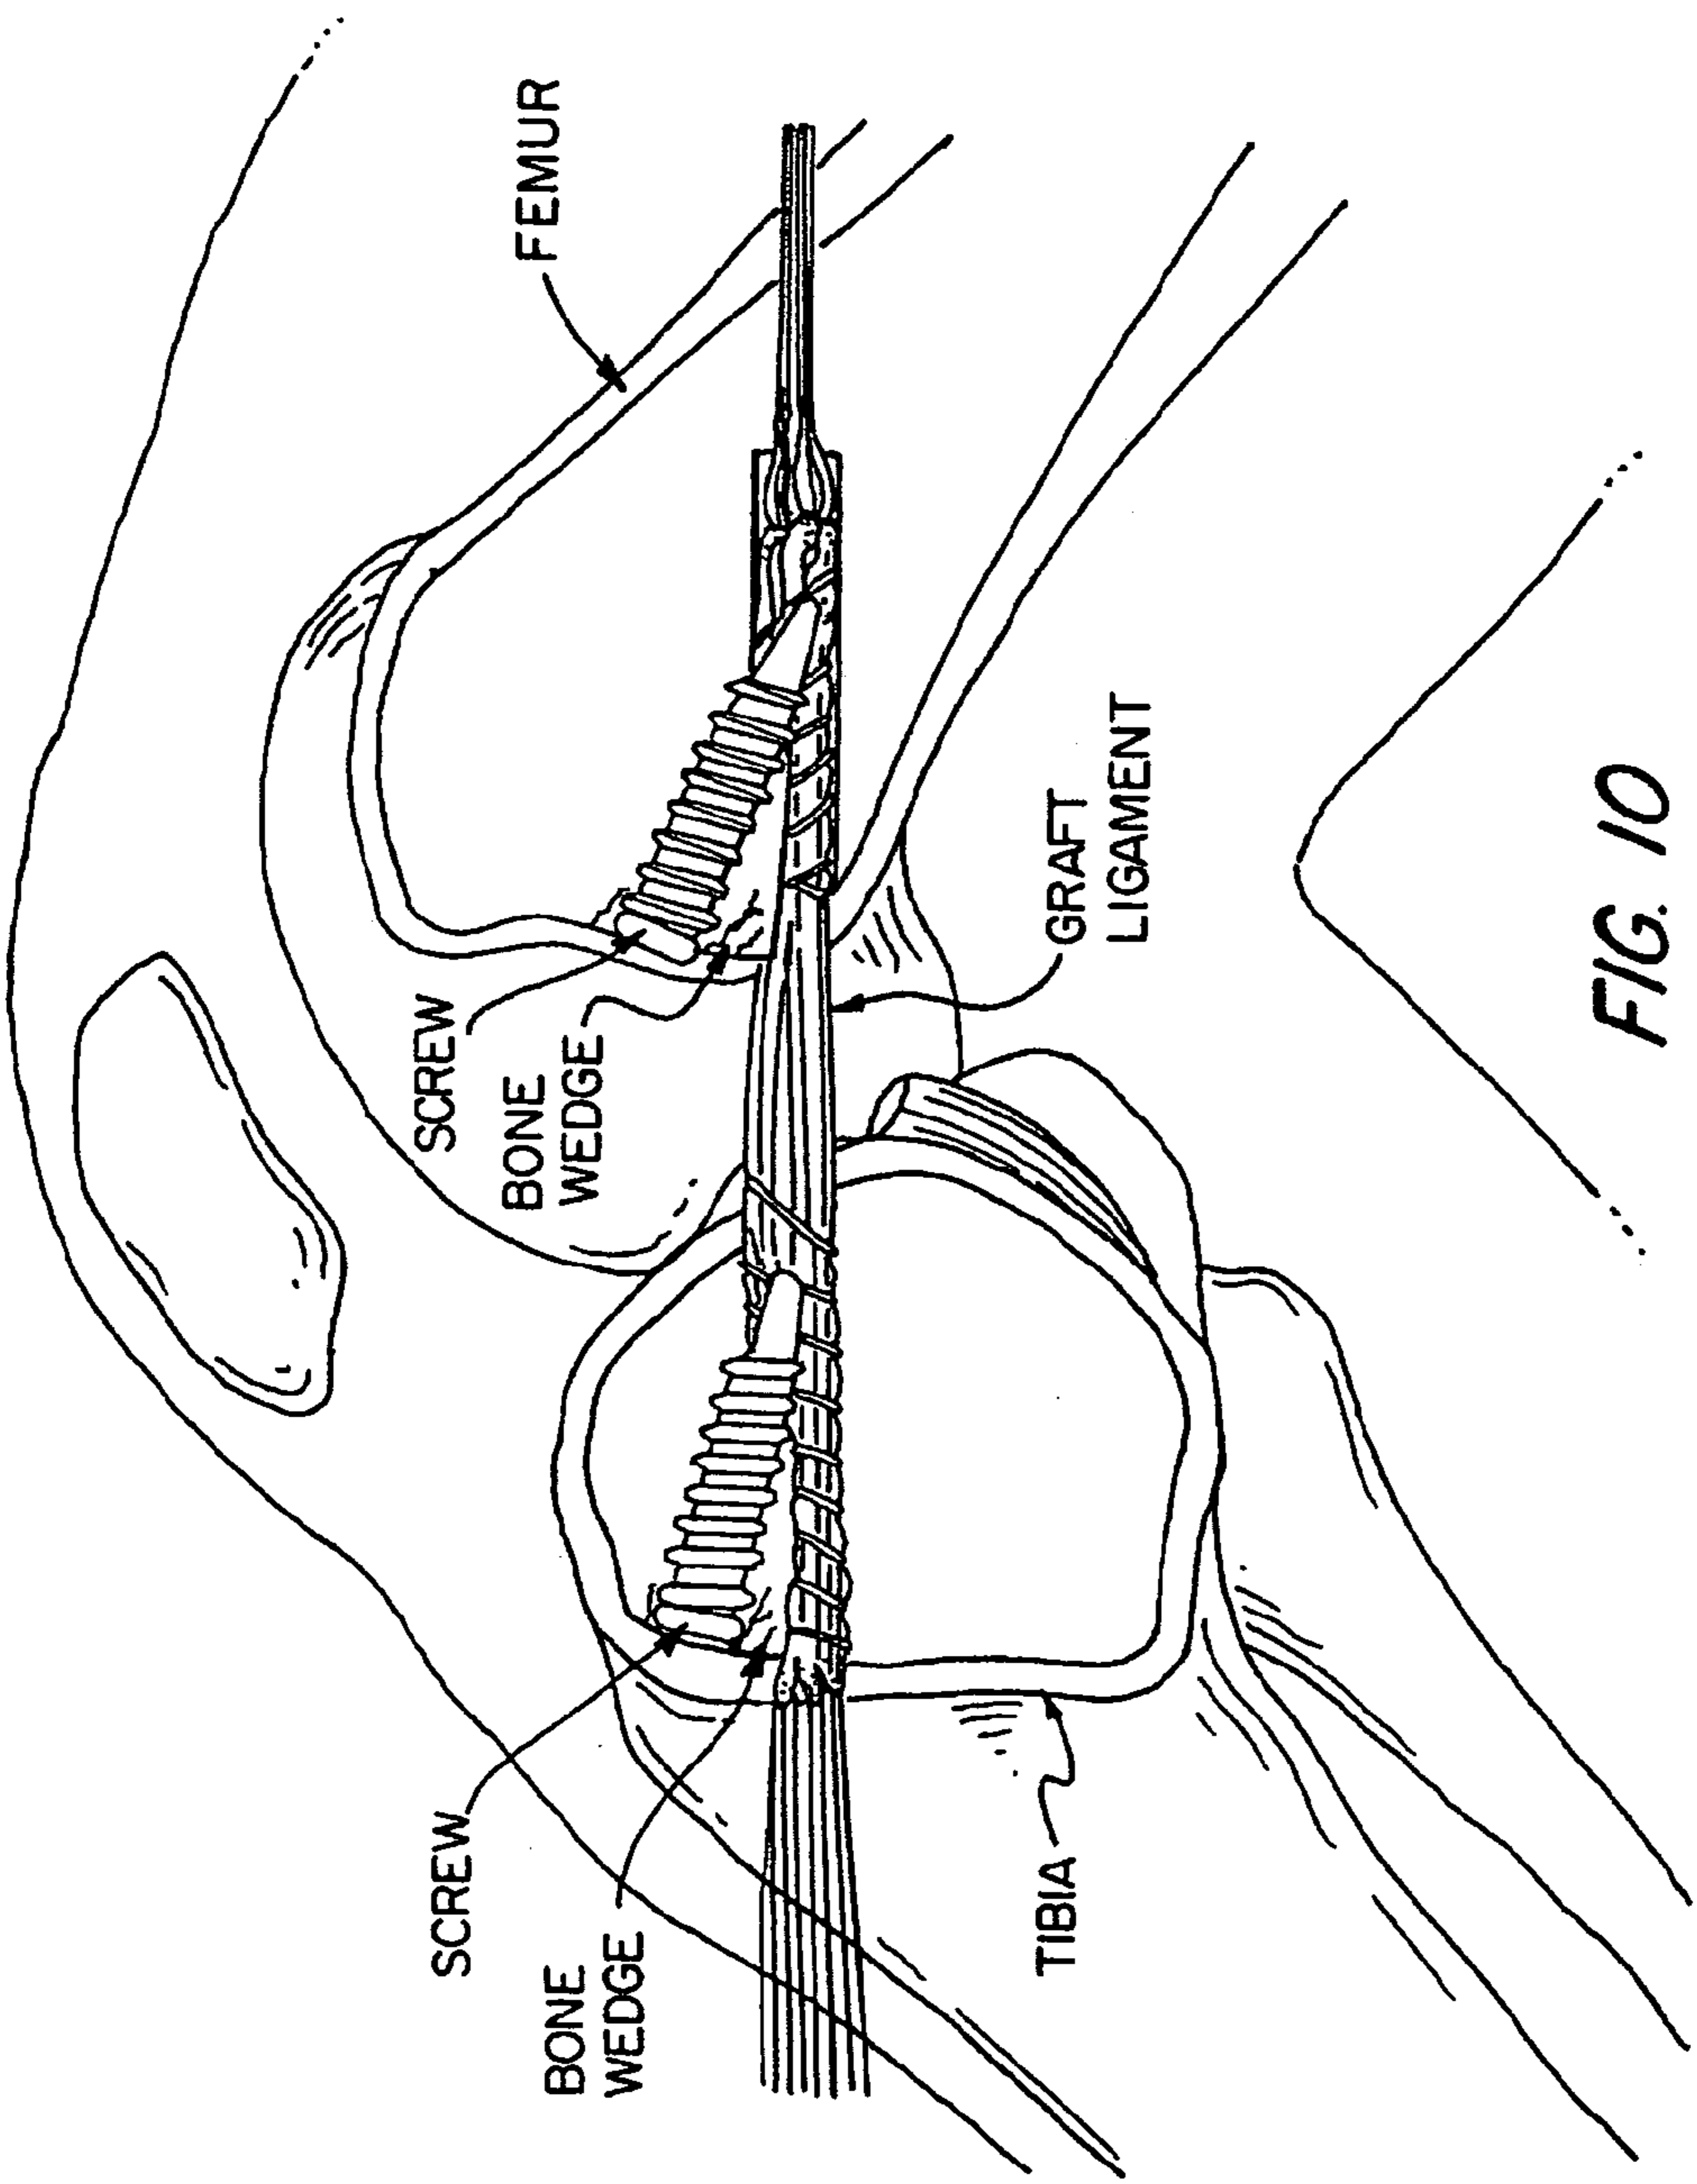 FEMUR
SCREW
BONE
WEDGE
GRAFT
LIGAMENT
SCREW
BONE
WEDGE
TIBIA
FIG. 10